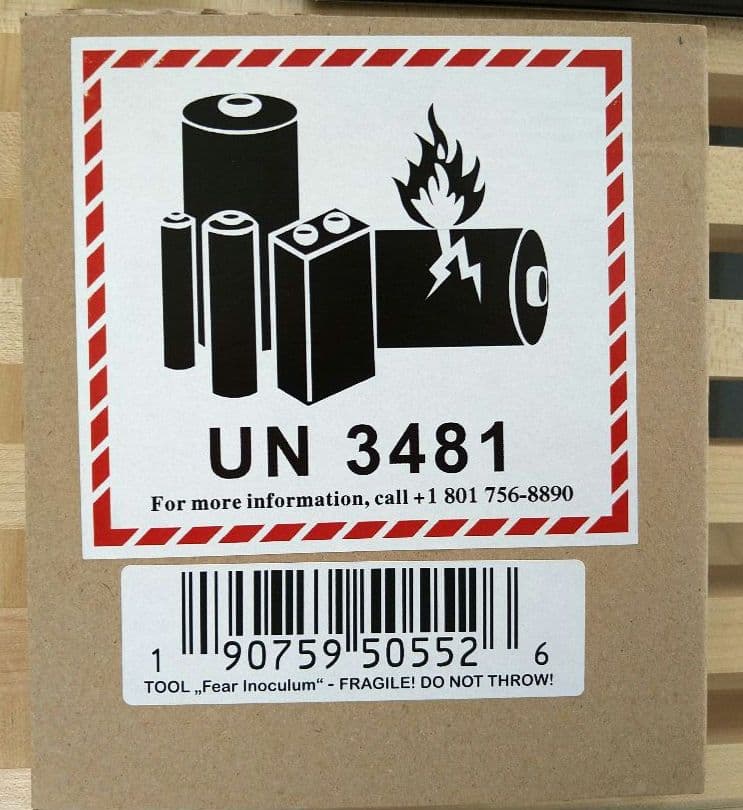 UN 3481
For more information, call +1 801 756-8890
1 90759 50552 6
TOOL „Fear Inoculum“ - FRAGILE! DO NOT THROW!